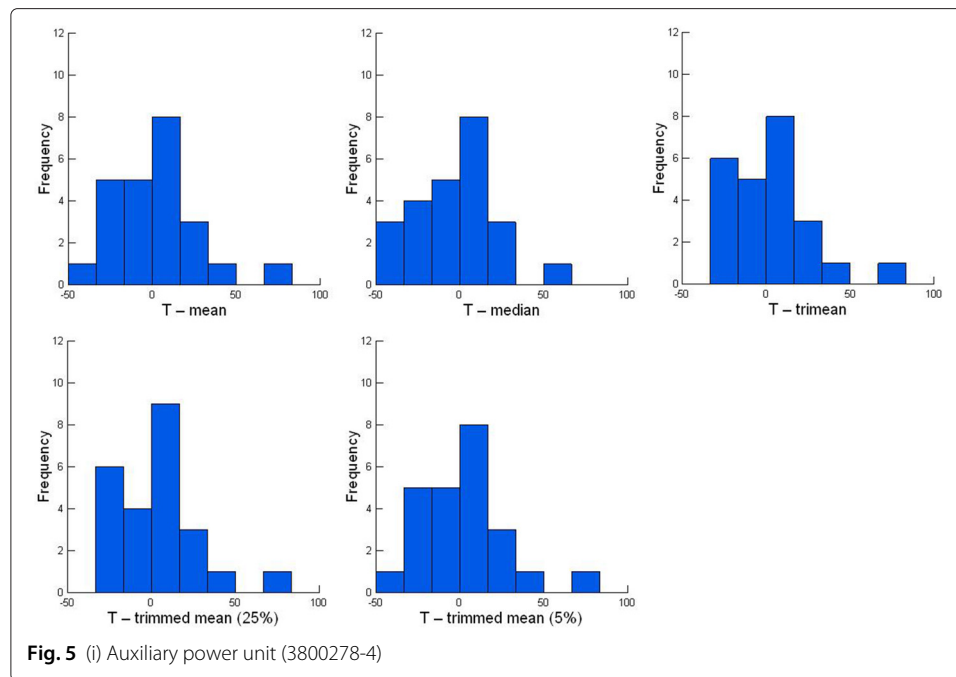 12
10
8
6
4
2
0
Frequency
-50 0 50 100
T – mean
12
10
8
6
4
2
0
Frequency
-50 0 50 100
T – median
12
10
8
6
4
2
0
Frequency
-50 0 50 100
T – trimean
12
10
8
6
4
2
0
Frequency
-50 0 50 100
T – trimmed mean (25%)
12
10
8
6
4
2
0
Frequency
-50 0 50 100
T – trimmed mean (5%)
Fig. 5 (i) Auxiliary power unit (3800278-4)